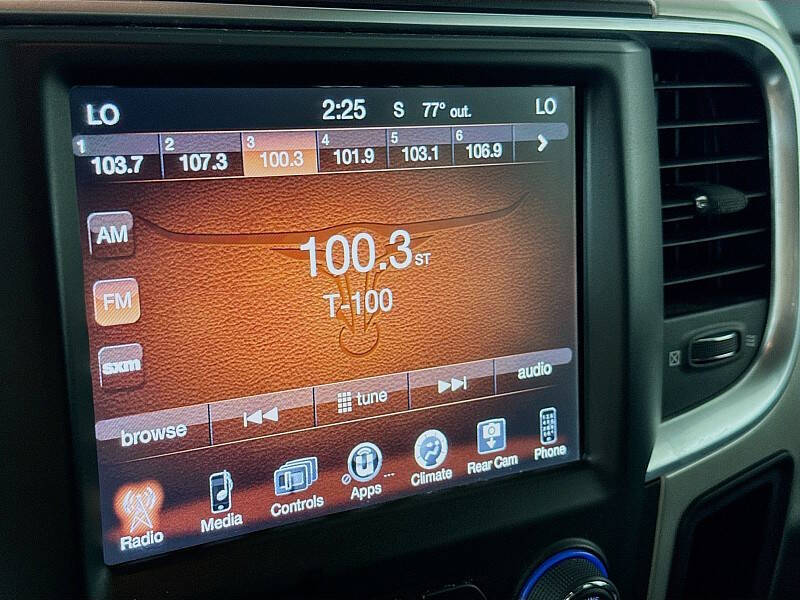 LO 2:25 S 77° out. LO
1 2 3 4 5 6
103.7 107.3 100.3 101.9 103.1 106.9
AM
100.3 ST
FM
T-100
sxm
browse tune audio
Radio Media Controls Apps ... Climate Rear Cam Phone